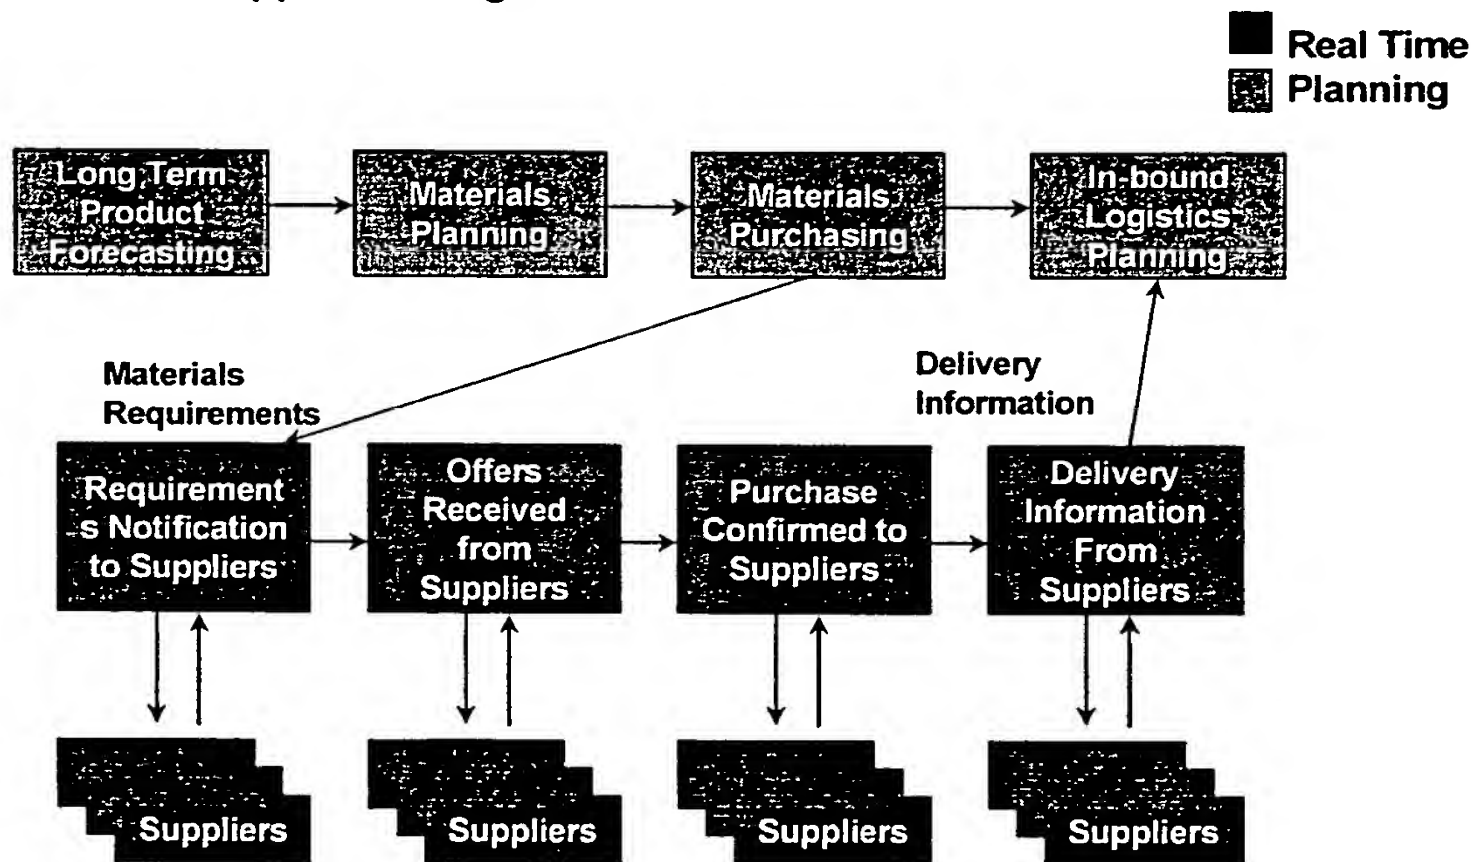 Real Time
Planning
Long Term
Product
Forecasting
Materials
Planning
Materials
Purchasing
In-bound
Logistics
Planning
Materials
Requirements
Delivery
Information
Requirement
s Notification
to Suppliers
Offers
Received
from
Suppliers
Purchase
Confirmed to
Suppliers
Delivery
Information
From
Suppliers
Suppliers
Suppliers
Suppliers
Suppliers